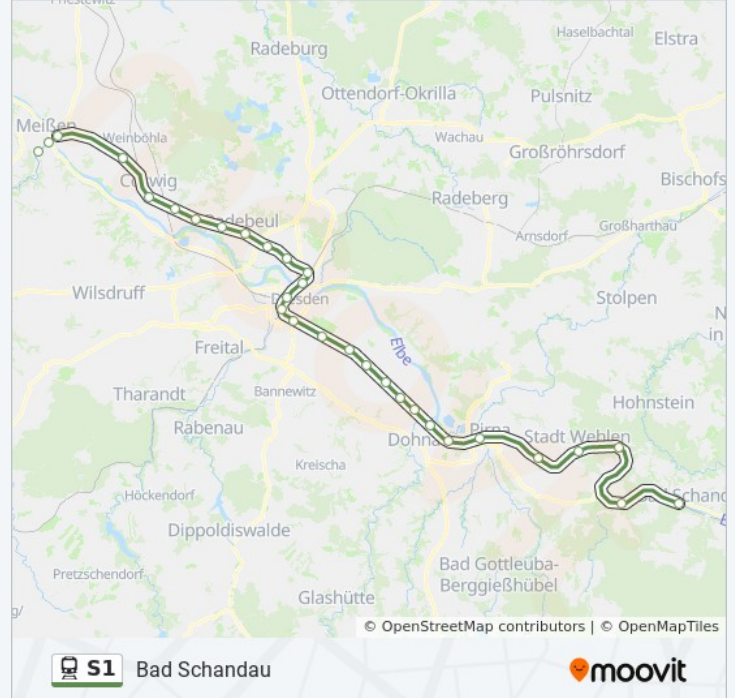 Radeburg
Haselbachtal
Elstra
Ottendorf-Okrilla
Pulsnitz
Meißen
Weinböhla
Wachau
Großröhrsdorf
Bischofs
Radebeul
Radeberg
Arnsdorf
Großharthau
Wilsdruff
Dresden
Stolpen
Elbe
Freital
Tharandt
Bannewitz
Hohnstein
Rabenau
Dohna
Pirna
Stadt Wehlen
Kreischa
Höckendorf
Dippoldiswalde
Bad Gottleuba-
Berggießhübel
Pretzschendorf
Glashütte
© OpenStreetMap contributors | © OpenMapTiles
S1 Bad Schandau
moovit